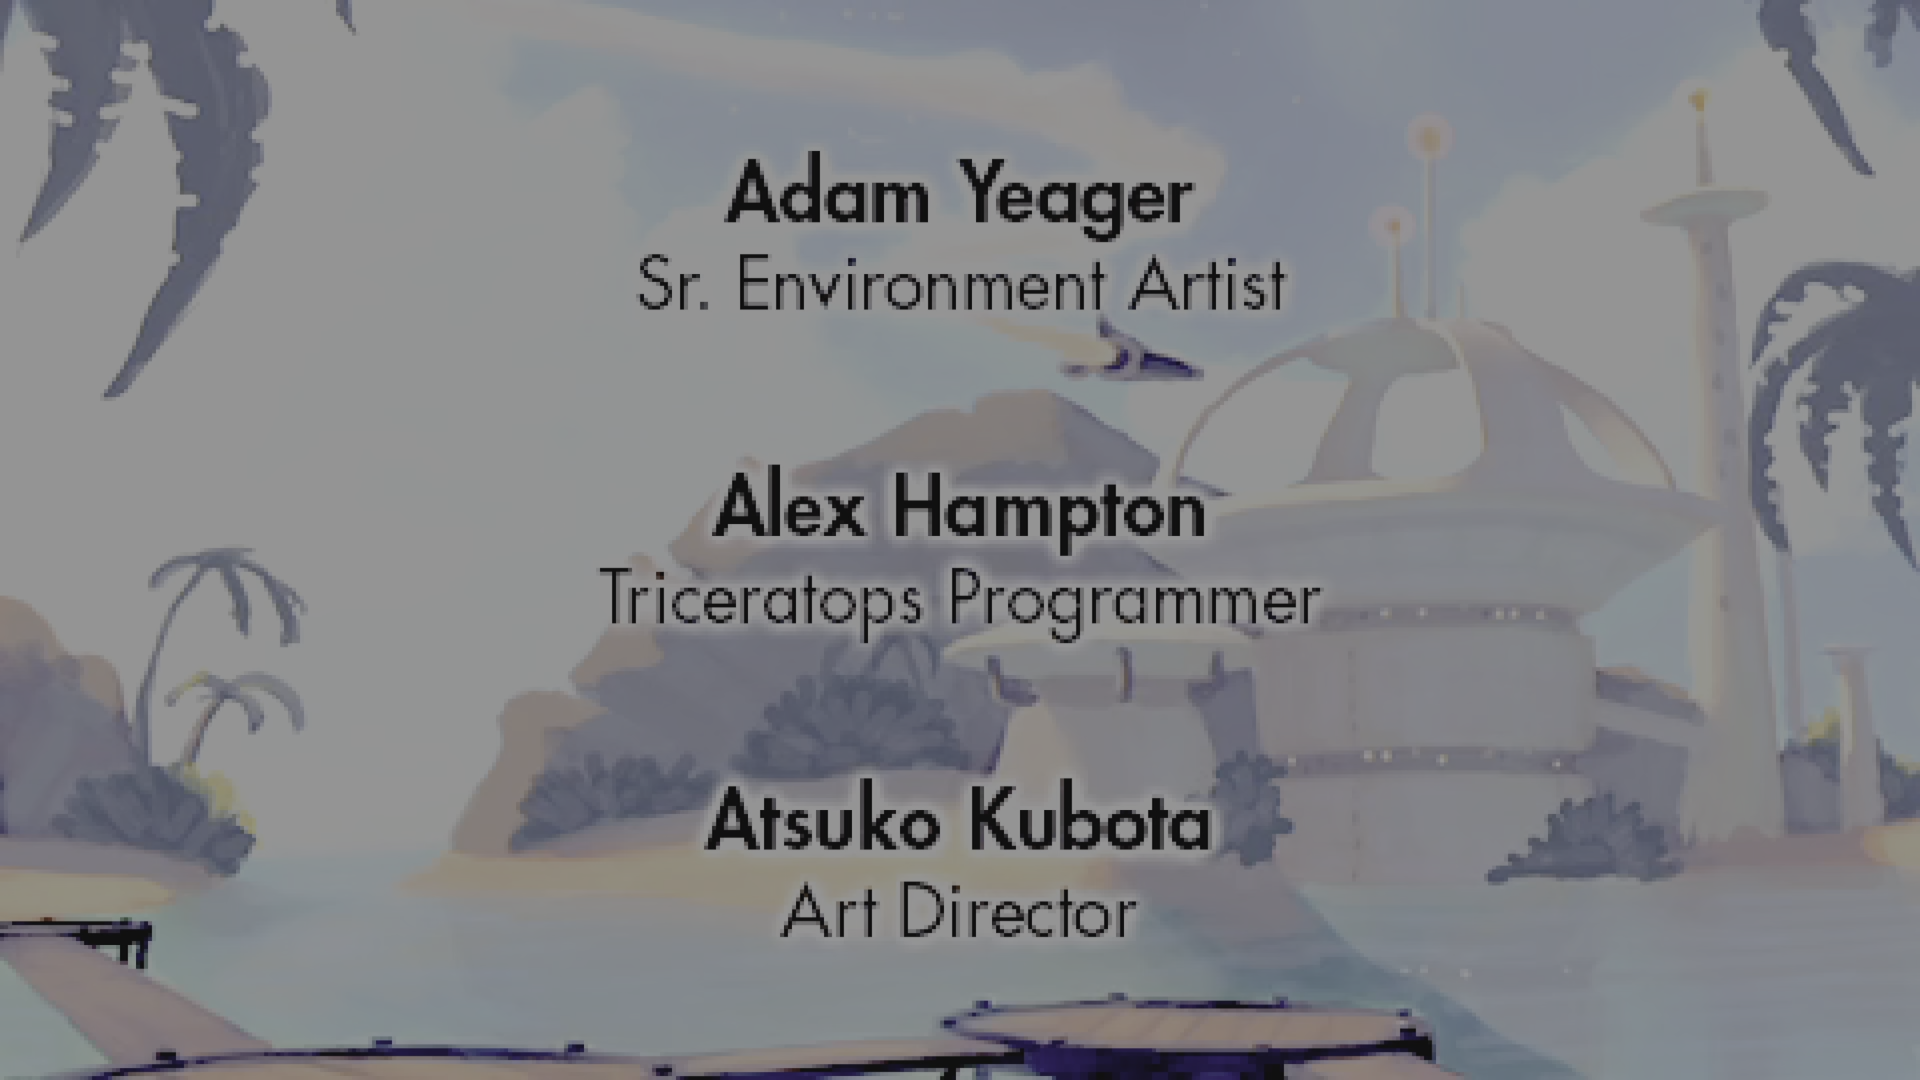 Adam Yeager
Sr. Environment Artist
Alex Hampton
Triceratops Programmer
Atsuko Kubota
Art Director